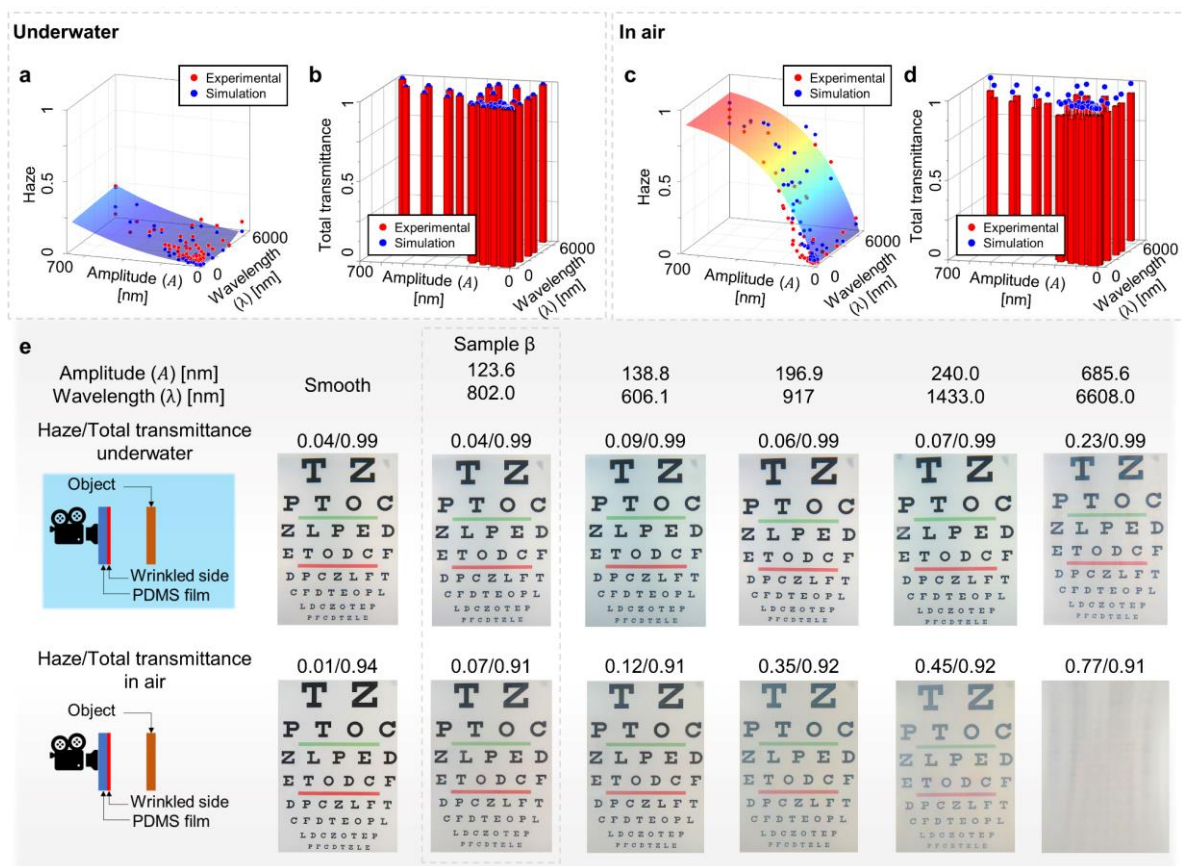 Underwater
In air
a
Experimental
Simulation
1
0.5
0
Haze
700
Amplitude (A)
[nm]
0
Wavelength
(λ) [nm]
6000
b
1
0.5
0
Total transmittance
Experimental
Simulation
700
Amplitude (A)
[nm]
0
0
Wavelength
(λ) [nm]
6000
c
Experimental
Simulation
1
0.5
0
Haze
700
Amplitude (A)
[nm]
0
Wavelength
(λ) [nm]
6000
d
1
0.5
0
Total transmittance
Experimental
Simulation
700
Amplitude (A)
[nm]
0
0
Wavelength
(λ) [nm]
6000
e
Amplitude (A) [nm]
Wavelength (λ) [nm]
Smooth
Sample β
123.6
802.0
138.8
606.1
196.9
917
240.0
1433.0
685.6
6608.0
Haze/Total transmittance
underwater
0.04/0.99
0.04/0.99
0.09/0.99
0.06/0.99
0.07/0.99
0.23/0.99
Object
Wrinkled side
PDMS film
T Z
P T O C
Z L P E D
E T O D C F
D P C Z L F T
C F D T E O P L
L D C Z O T E P
P F C D T Z L E
T Z
P T O C
Z L P E D
E T O D C F
D P C Z L F T
C F D T E O P L
L D C Z O T E P
P F C D T Z L E
T Z
P T O C
Z L P E D
E T O D C F
D P C Z L F T
C F D T E O P L
L D C Z O T E P
P F C D T Z L E
T Z
P T O C
Z L P E D
E T O D C F
D P C Z L F T
C F D T E O P L
L D C Z O T E P
P F C D T Z L E
T Z
P T O C
Z L P E D
E T O D C F
D P C Z L F T
C F D T E O P L
L D C Z O T E P
P F C D T Z L E
T Z
P T O C
Z L P E D
E T O D C F
D P C Z L F T
C F D T E O P L
L D C Z O T E P
P F C D T Z L E
Haze/Total transmittance
in air
0.01/0.94
0.07/0.91
0.12/0.91
0.35/0.92
0.45/0.92
0.77/0.91
Object
Wrinkled side
PDMS film
T Z
P T O C
Z L P E D
E T O D C F
D P C Z L F T
C F D T E O P L
L D C Z O T E P
P F C D T Z L E
T Z
P T O C
Z L P E D
E T O D C F
D P C Z L F T
C F D T E O P L
L D C Z O T E P
P F C D T Z L E
T Z
P T O C
Z L P E D
E T O D C F
D P C Z L F T
C F D T E O P L
L D C Z O T E P
P F C D T Z L E
T Z
P T O C
Z L P E D
E T O D C F
D P C Z L F T
C F D T E O P L
L D C Z O T E P
P F C D T Z L E
T Z
P T O C
Z L P E D
E T O D C F
D P C Z L F T
C F D T E O P L
L D C Z O T E P
P F C D T Z L E